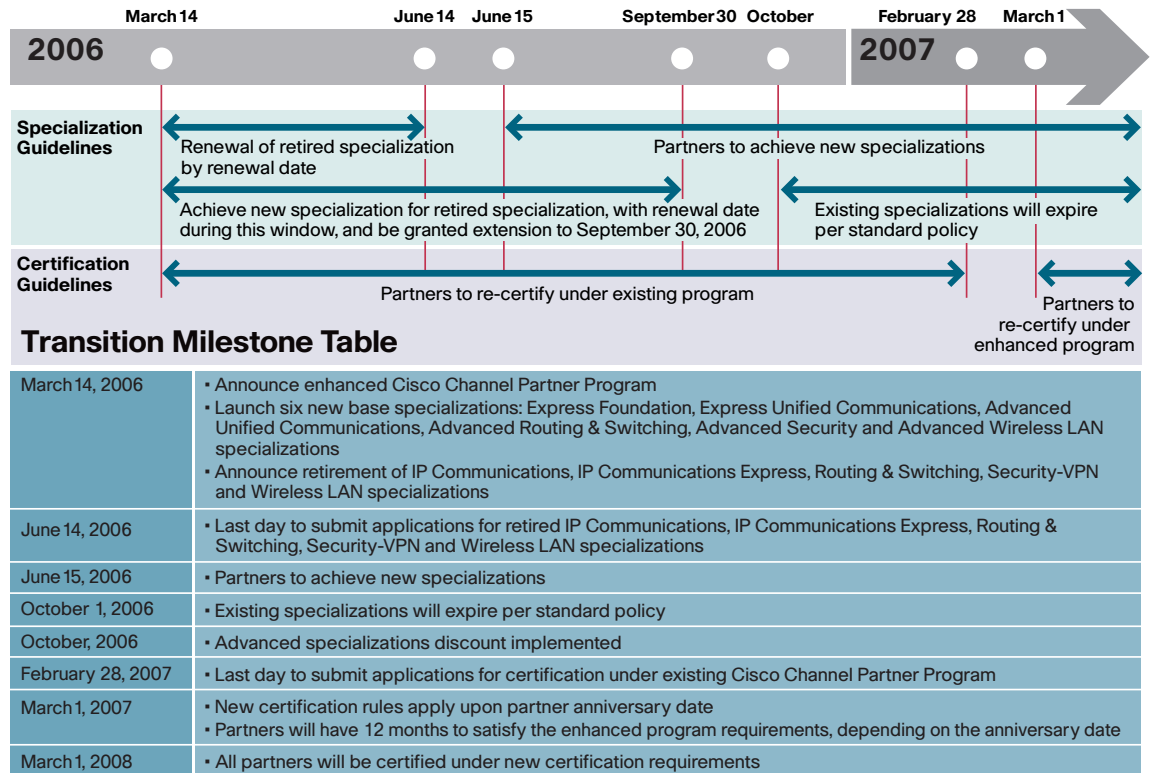 March 14
June 14
June 15
September 30
October
February 28
March 1
2006
2007
Specialization
Guidelines
Renewal of retired specialization
by renewal date
Partners to achieve new specializations
Achieve new specialization for retired specialization, with renewal date
during this window, and be granted extension to September 30, 2006
Existing specializations will expire
per standard policy
Certification
Guidelines
Partners to re-certify under existing program
Partners to
re-certify under
enhanced program
Transition Milestone Table
March 14, 2006
▪ Announce enhanced Cisco Channel Partner Program
▪ Launch six new base specializations: Express Foundation, Express Unified Communications, Advanced
Unified Communications, Advanced Routing & Switching, Advanced Security and Advanced Wireless LAN
specializations
▪ Announce retirement of IP Communications, IP Communications Express, Routing & Switching, Security-VPN
and Wireless LAN specializations
June 14, 2006
▪ Last day to submit applications for retired IP Communications, IP Communications Express, Routing &
Switching, Security-VPN and Wireless LAN specializations
June 15, 2006
▪ Partners to achieve new specializations
October 1, 2006
▪ Existing specializations will expire per standard policy
October, 2006
▪ Advanced specializations discount implemented
February 28, 2007
▪ Last day to submit applications for certification under existing Cisco Channel Partner Program
March 1, 2007
▪ New certification rules apply upon partner anniversary date
▪ Partners will have 12 months to satisfy the enhanced program requirements, depending on the anniversary date
March 1, 2008
▪ All partners will be certified under new certification requirements